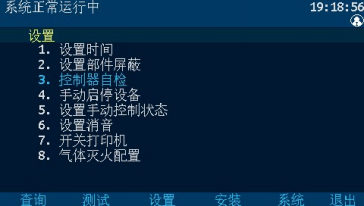 系统正常运行中 19:18:56
设置
1. 设置时间
2. 设置部件屏蔽
3. 控制器自检
4. 手动启停设备
5. 设置手动控制状态
6. 设置消音
7. 开关打印机
8. 气体灭火配置
查询 测试 设置 安装 系统 退出